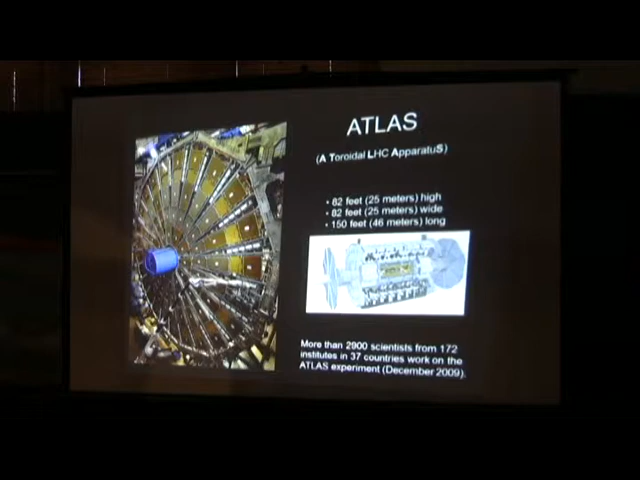 ATLAS
(A Toroidal LHC ApparatuS)
• 82 feet (25 meters) high
• 82 feet (25 meters) wide
• 150 feet (46 meters) long
More than 2900 scientists from 172
institutes in 37 countries work on the
ATLAS experiment (December 2009).